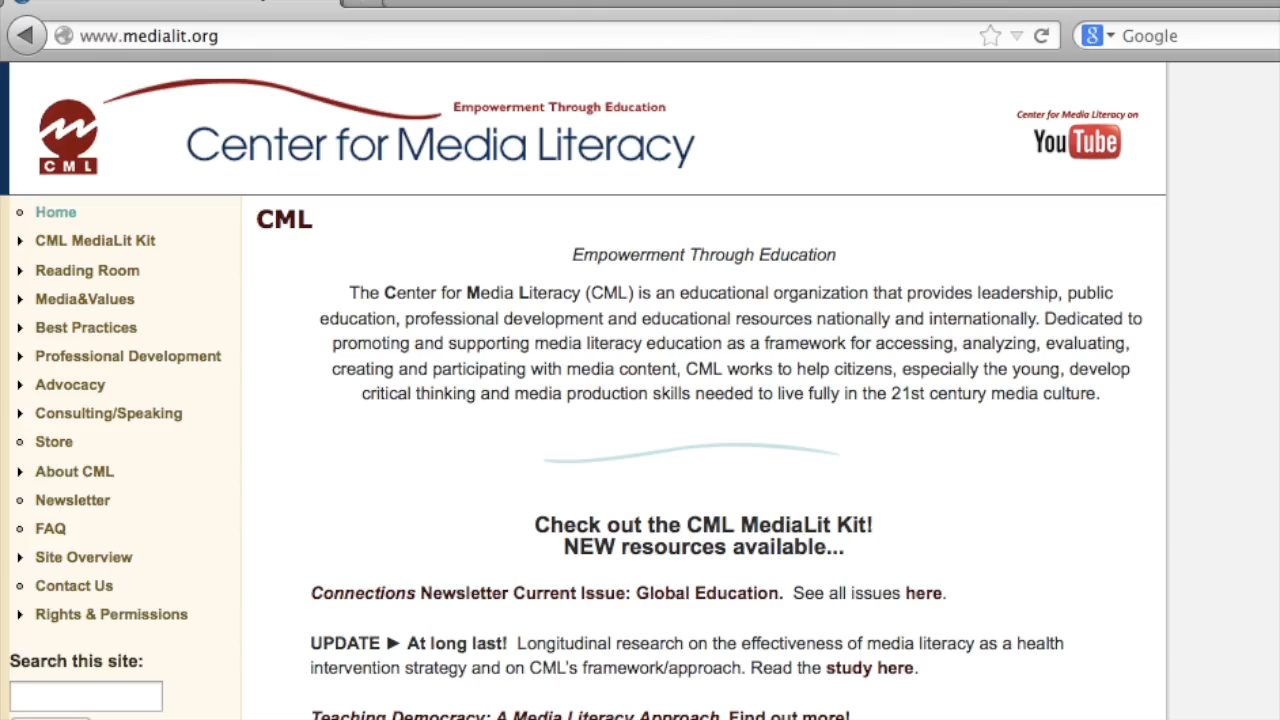 www.medialit.org
Google
Empowerment Through Education
Center for Media Literacy
CML
Center for Media Literacy on
YouTube
Home
CML MediaLit Kit
Reading Room
Media&Values
Best Practices
Professional Development
Advocacy
Consulting/Speaking
Store
About CML
Newsletter
FAQ
Site Overview
Contact Us
Rights & Permissions
Search this site:
CML
Empowerment Through Education
The Center for Media Literacy (CML) is an educational organization that provides leadership, public
education, professional development and educational resources nationally and internationally. Dedicated to
promoting and supporting media literacy education as a framework for accessing, analyzing, evaluating,
creating and participating with media content, CML works to help citizens, especially the young, develop
critical thinking and media production skills needed to live fully in the 21st century media culture.
Check out the CML MediaLit Kit!
NEW resources available...
Connections Newsletter Current Issue: Global Education. See all issues here.
UPDATE ► At long last! Longitudinal research on the effectiveness of media literacy as a health
intervention strategy and on CML's framework/approach. Read the study here.
Teaching Democracy: A Media Literacy Approach. Find out more!